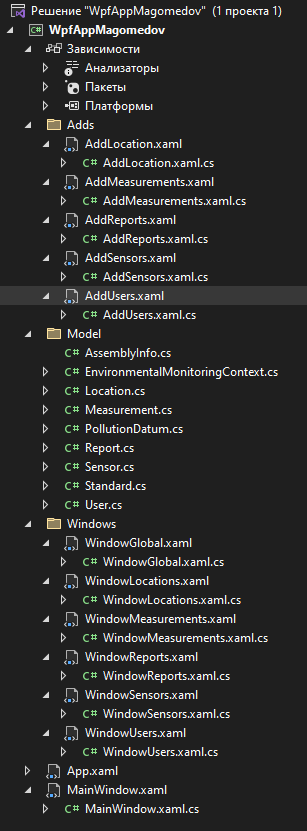 Решение "WpfAppMagomedov" (1 проекта 1)
C# WpfAppMagomedov
Зависимости
Анализаторы
Пакеты
Платформы
Adds
AddLocation.xaml
C# AddLocation.xaml.cs
AddMeasurements.xaml
C# AddMeasurements.xaml.cs
AddReports.xaml
C# AddReports.xaml.cs
AddSensors.xaml
C# AddSensors.xaml.cs
AddUsers.xaml
C# AddUsers.xaml.cs
Model
C# AssemblyInfo.cs
C# EnvironmentalMonitoringContext.cs
C# Location.cs
C# Measurement.cs
C# PollutionDatum.cs
C# Report.cs
C# Sensor.cs
C# Standard.cs
C# User.cs
Windows
WindowGlobal.xaml
C# WindowGlobal.xaml.cs
WindowLocations.xaml
C# WindowLocations.xaml.cs
WindowMeasurements.xaml
C# WindowMeasurements.xaml.cs
WindowReports.xaml
C# WindowReports.xaml.cs
WindowSensors.xaml
C# WindowSensors.xaml.cs
WindowUsers.xaml
C# WindowUsers.xaml.cs
App.xaml
MainWindow.xaml
C# MainWindow.xaml.cs